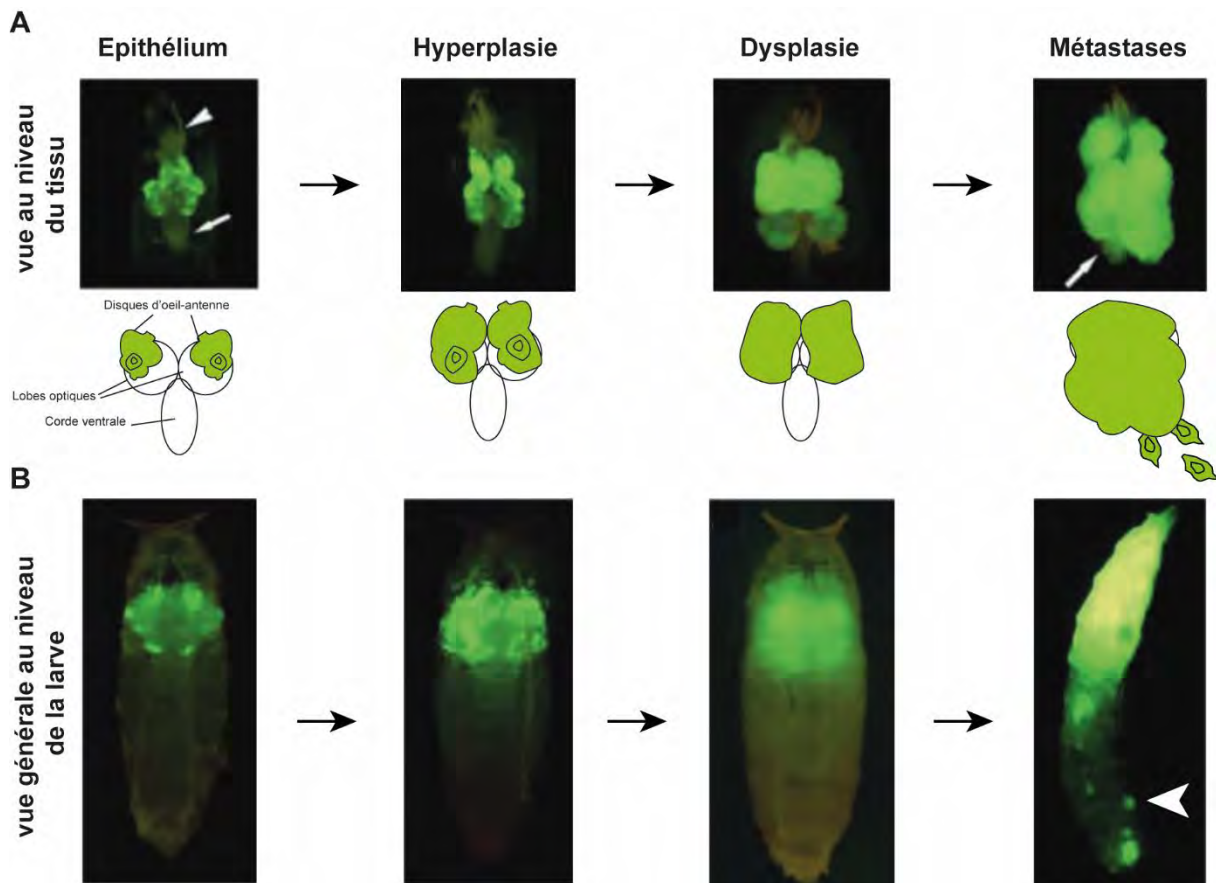 A
Epithélium
Hyperplasie
Dysplasie
Métastases
vue au niveau
du tissu
Disques d'oeil-antenne
Lobes optiques
Corde ventrale
B
vue générale au niveau
de la larve